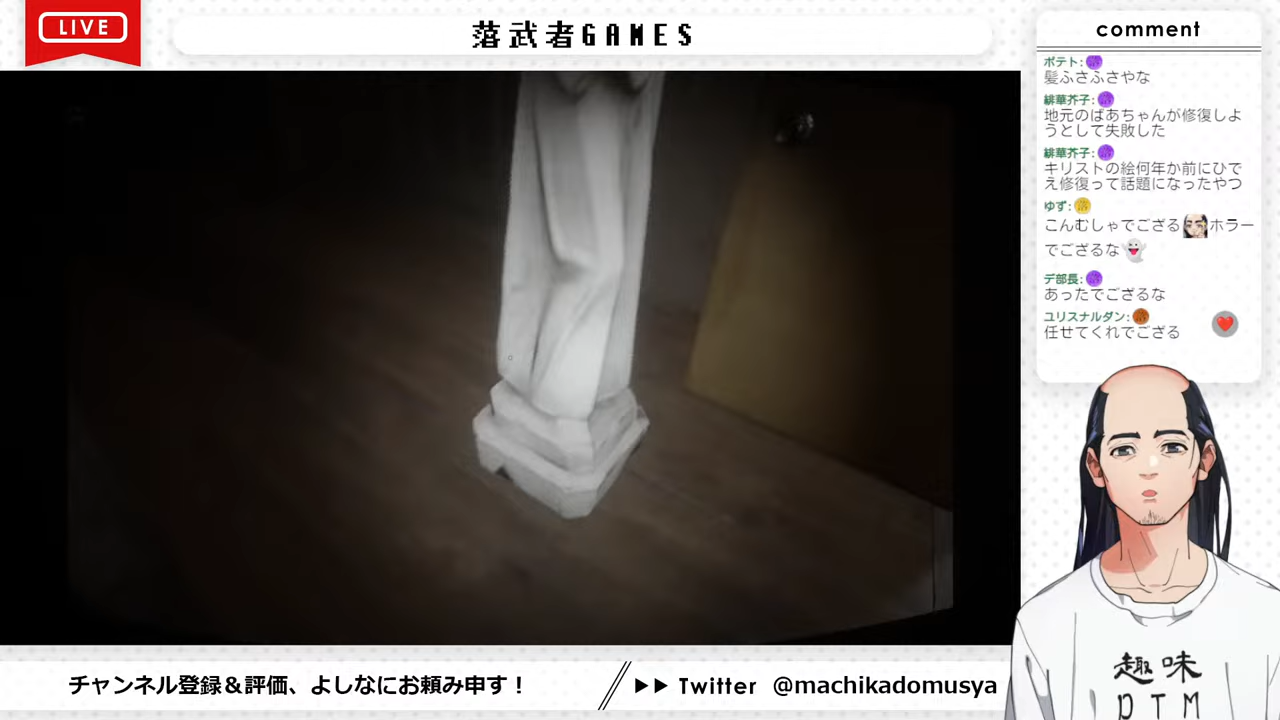 LIVE
落武者GAMES
comment
ポテト:
髪ふさふさやな
緋華芥子:
地元のばあちゃんが修復しよ
うとして失敗した
緋華芥子:
キリストの絵何年か前にひで
え修復って話題になったやつ
ゆず:
こんむしゃでござる ホラー
でござるな
デ部長:
あったでござるな
ユリスナルダン:
任せてくれでござる
趣味
DTM
チャンネル登録＆評価、よしなにお頼み申す！
Twitter @machikadomusya